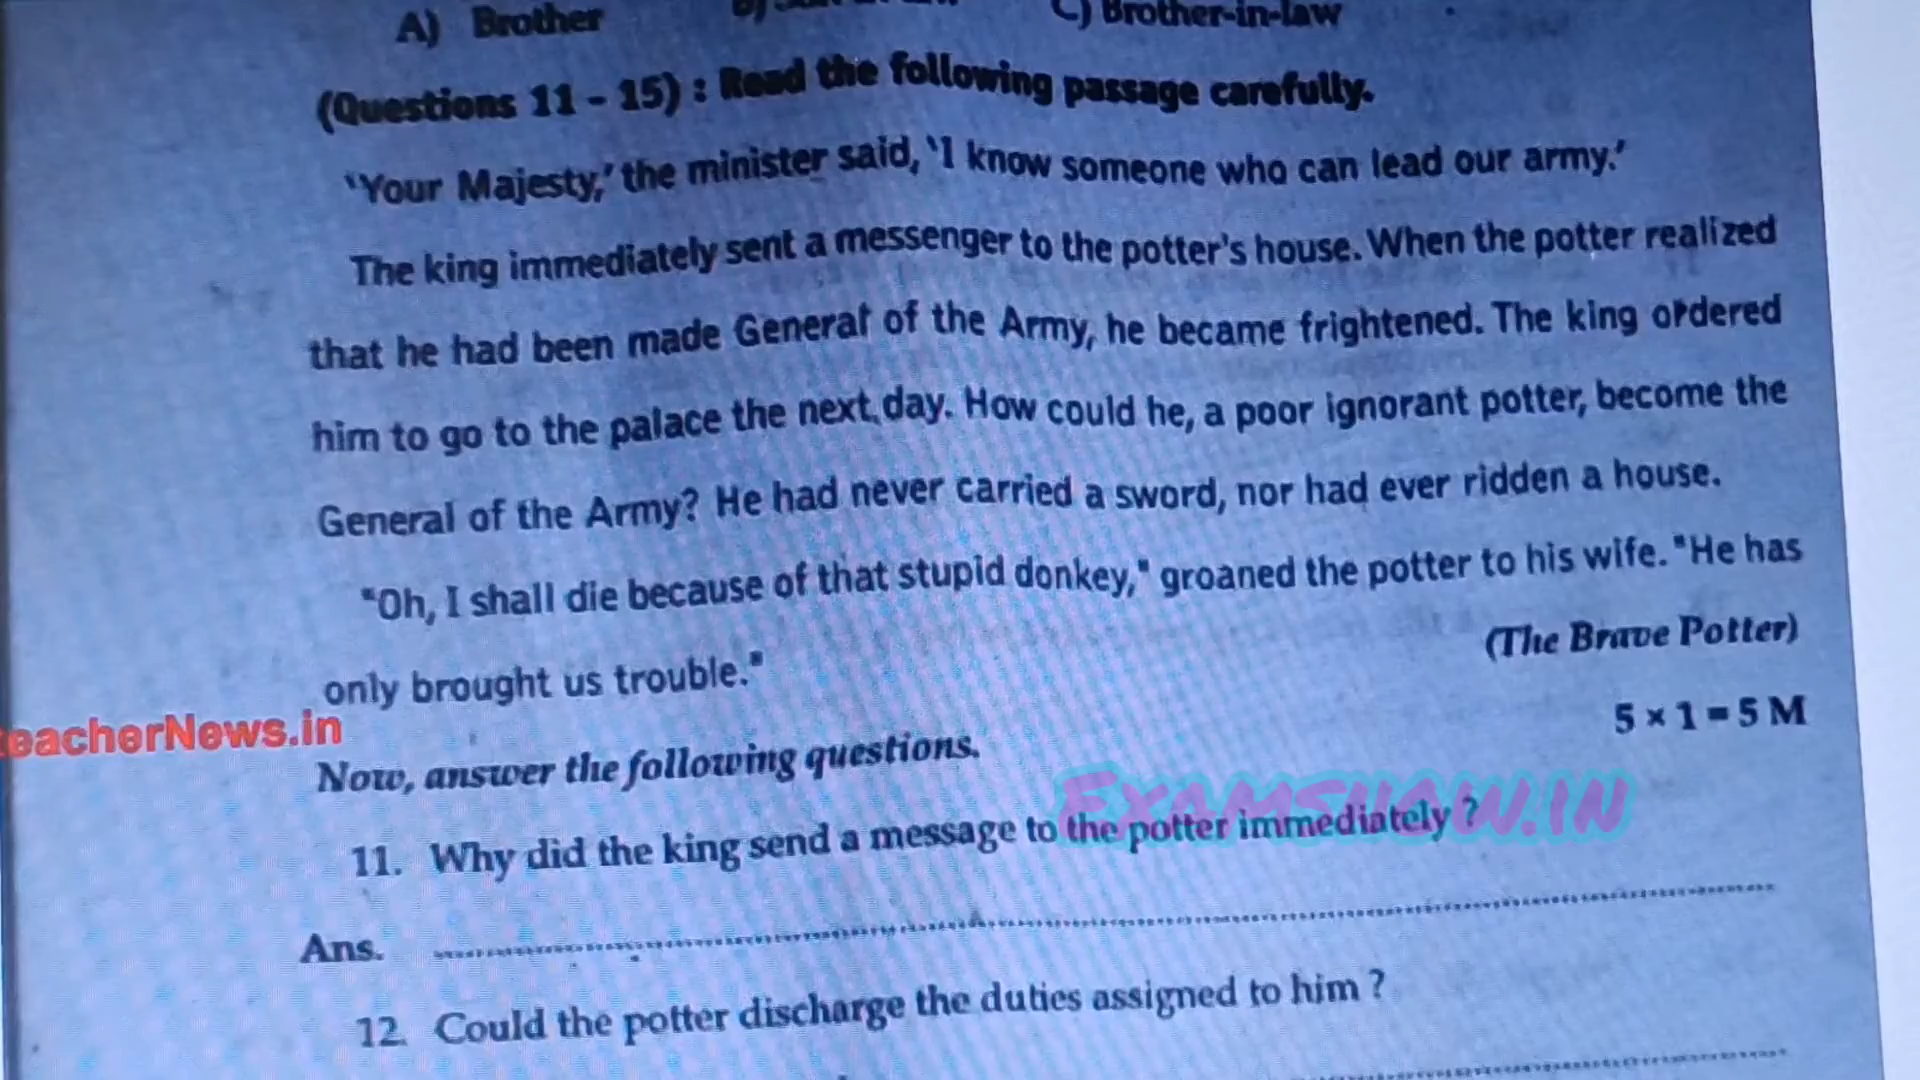 A) Brother C) Brother-in-law
(Questions 11 - 15) : Read the following passage carefully.
'Your Majesty,' the minister said, 'I know someone who can lead our army.'
The king immediately sent a messenger to the potter's house. When the potter realized
that he had been made General of the Army, he became frightened. The king ordered
him to go to the palace the next day. How could he, a poor ignorant potter, become the
General of the Army? He had never carried a sword, nor had ever ridden a house.
"Oh, I shall die because of that stupid donkey," groaned the potter to his wife. "He has
only brought us trouble."
(The Brave Potter)
eacherNews.in
5 × 1 = 5 M
Now, answer the following questions.
ExamShow.in
11. Why did the king send a message to the potter immediately ?
Ans.
12. Could the potter discharge the duties assigned to him ?